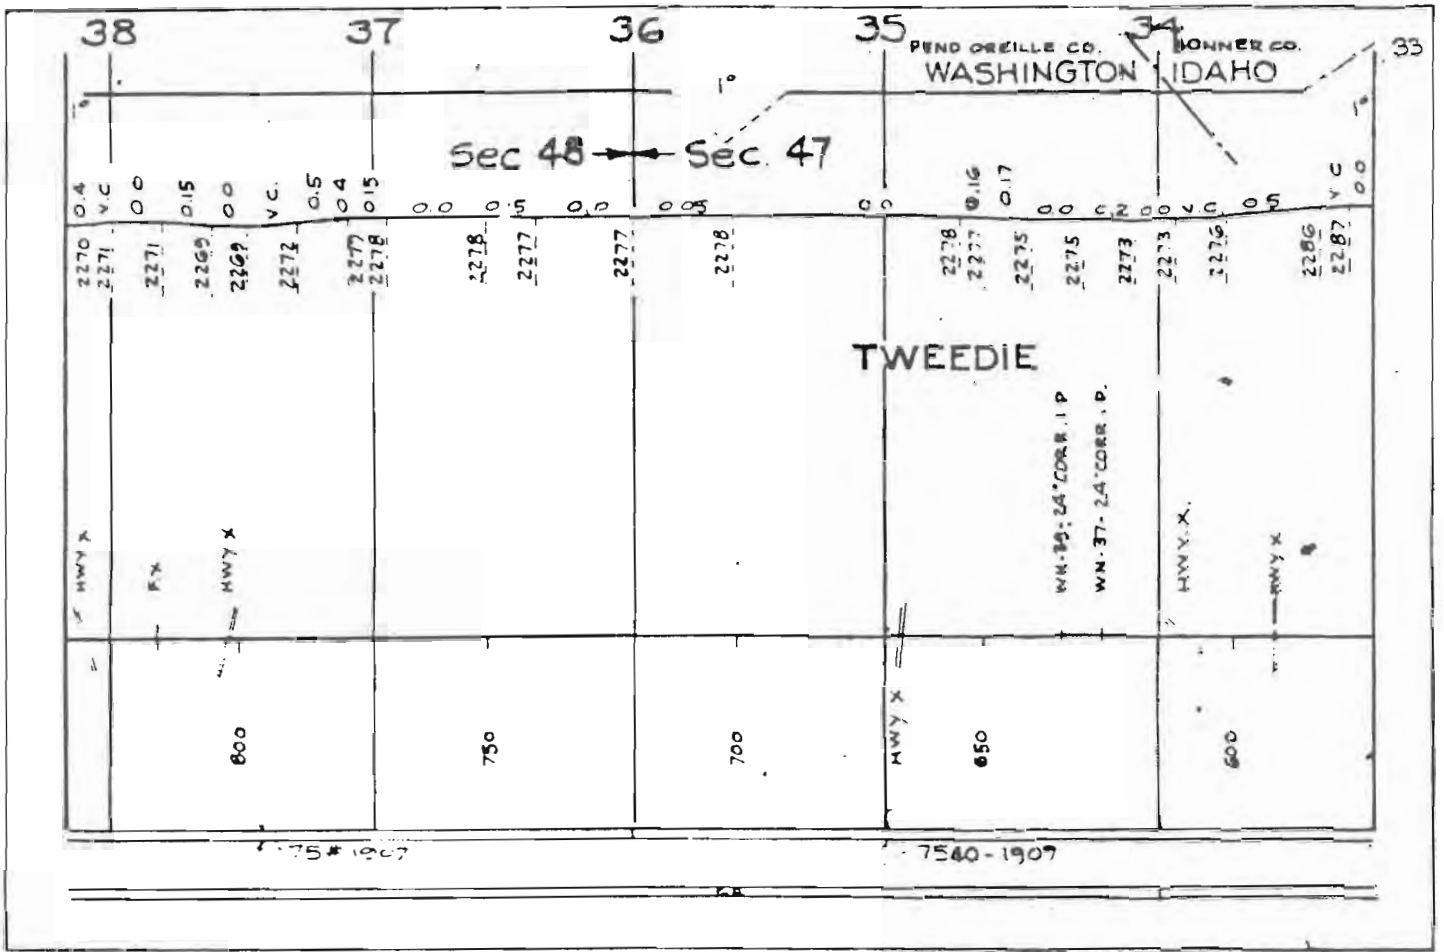 38 37 36 35 34 33
PEND OREILLE CO. BONNER CO.
WASHINGTON IDAHO
1° 1° 1°
Sec 48 Sec. 47
0.4 V.C. 0.0 0.15 0.0 V.C. 0.5 0.4 0.15 0.0 0.5 0.0 0.05 0.0 0.16 0.17 0.0 0.2 0.0 V.C. 0.5 V.C 0.0
2270 2271 2271 2269 2269 2272 2277 2278 2278 2277 2277 2278 2278 2277 2275 2275 2273 2273 2276 2286 2287
TWEEDIE
HWY X
F.X
HWY X
HWY X
WN-39-24"CORR. I P
WN-37-24"CORR. I P.
HWY. X.
HWY X
800 750 700 650 600
75# 1907 7540-1909